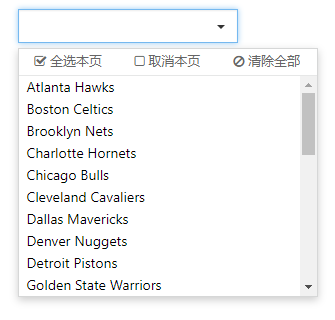 全选本页 取消本页 清除全部
Atlanta Hawks
Boston Celtics
Brooklyn Nets
Charlotte Hornets
Chicago Bulls
Cleveland Cavaliers
Dallas Mavericks
Denver Nuggets
Detroit Pistons
Golden State Warriors